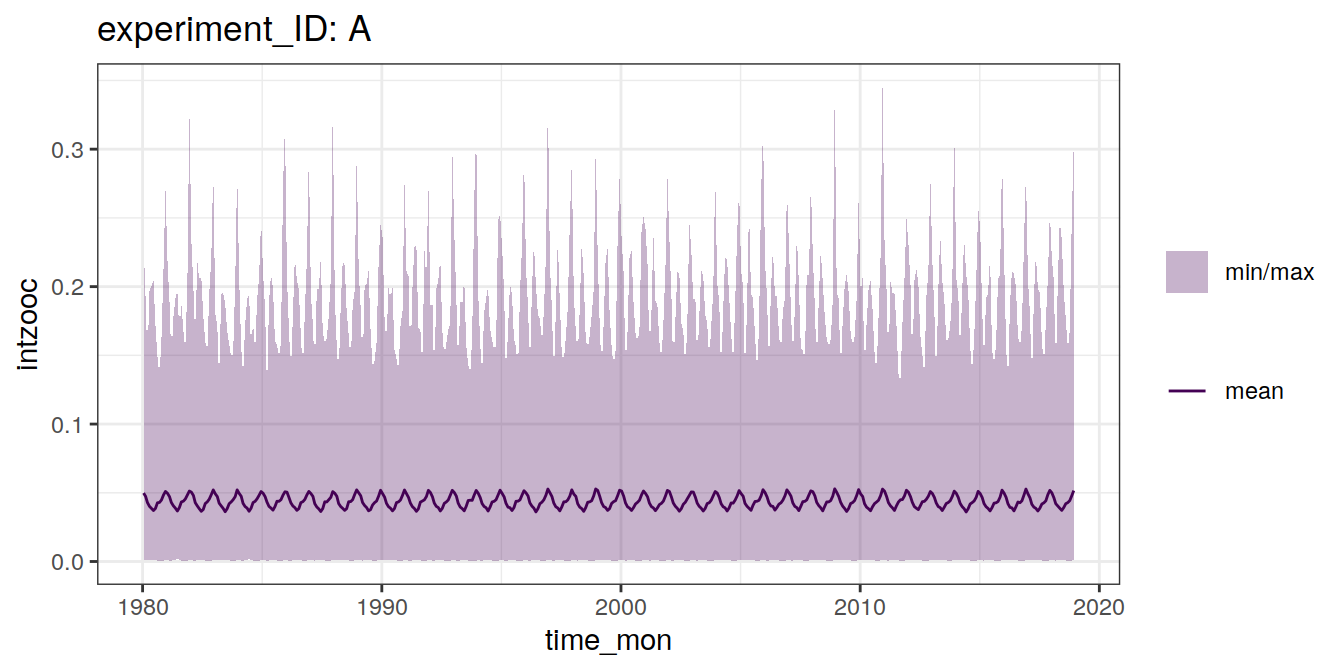 experiment_ID: A
intzooc
0.3
0.2
0.1
0.0
1980 1990 2000 2010 2020
time_mon
min/max
mean